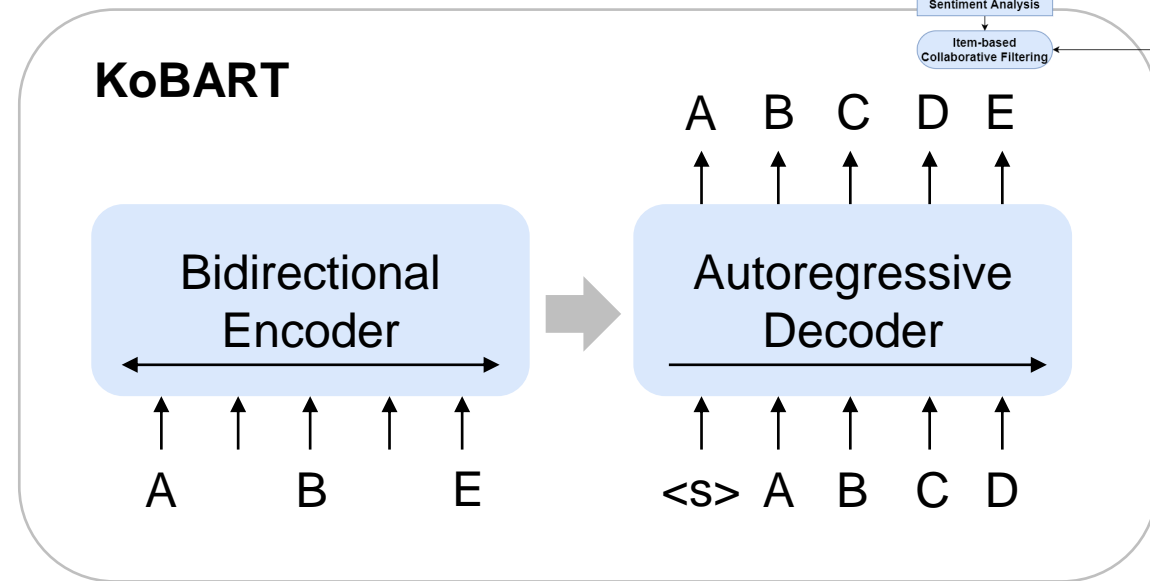 Sentiment Analysis
Item-based
Collaborative Filtering
KoBART
A B C D E
Bidirectional
Encoder
Autoregressive
Decoder
A B E
<s> A B C D